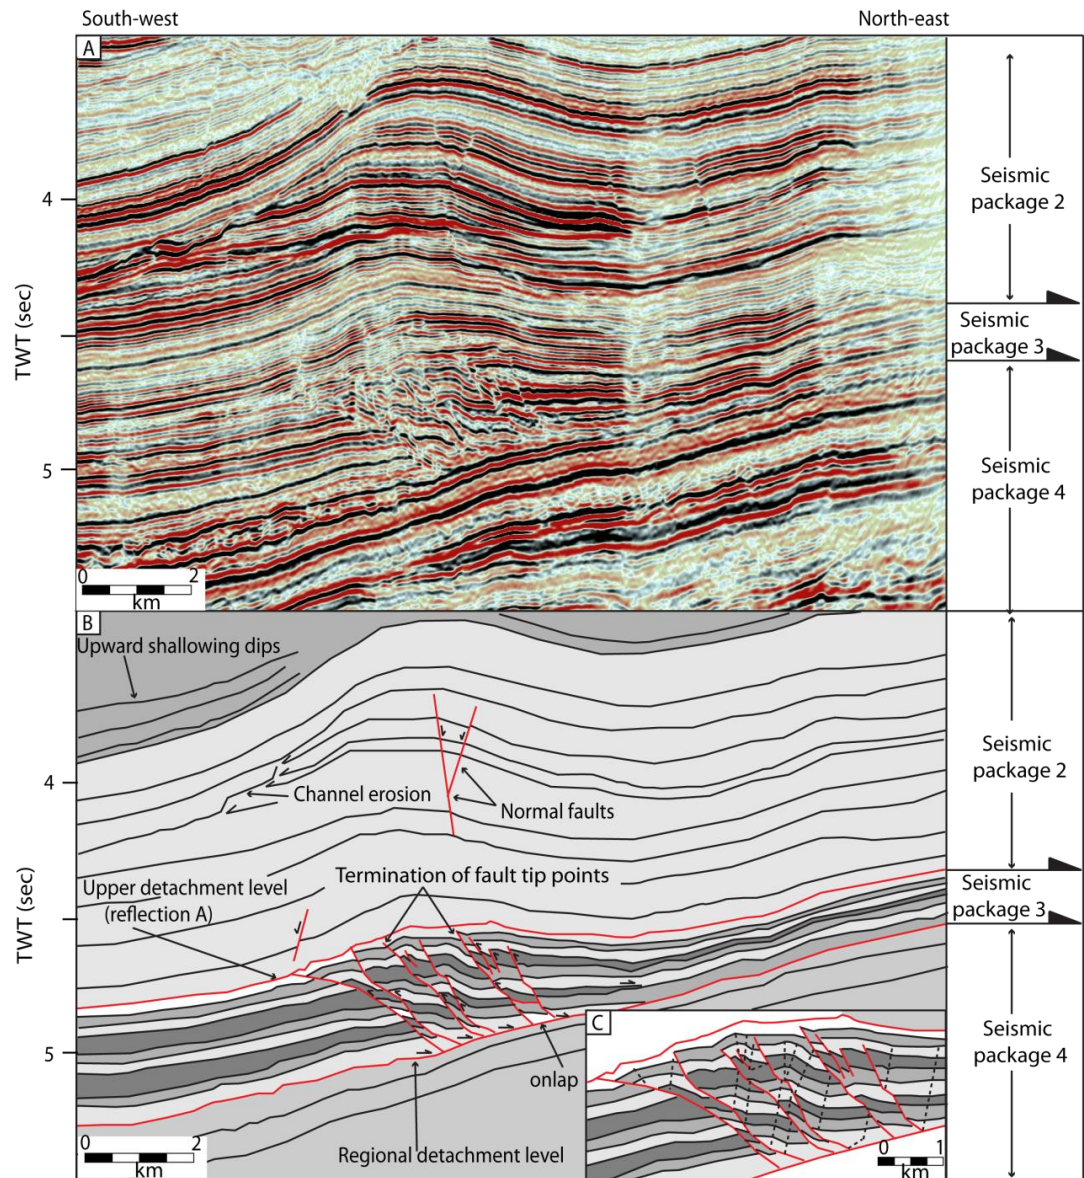 South-west
North-east
A
4
TWT (sec)
5
0 2
km
Seismic
package 2
Seismic
package 3
Seismic
package 4
B
Upward shallowing dips
4
Channel erosion
Normal faults
Upper detachment level
(reflection A)
Termination of fault tip points
TWT (sec)
5
onlap
Regional detachment level
0 2
km
C
0 1
km
Seismic
package 2
Seismic
package 3
Seismic
package 4